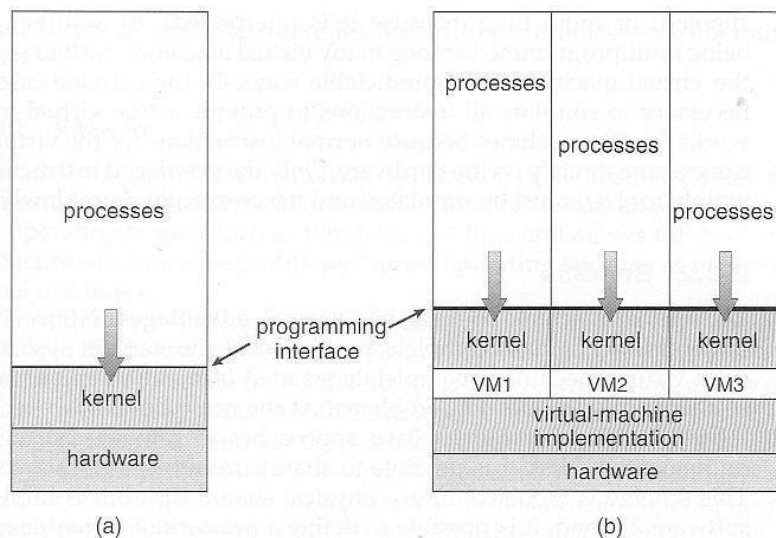 processes
programming
interface
kernel
hardware
(a)
processes
processes
processes
kernel
kernel
kernel
VM1
VM2
VM3
virtual-machine
implementation
hardware
(b)